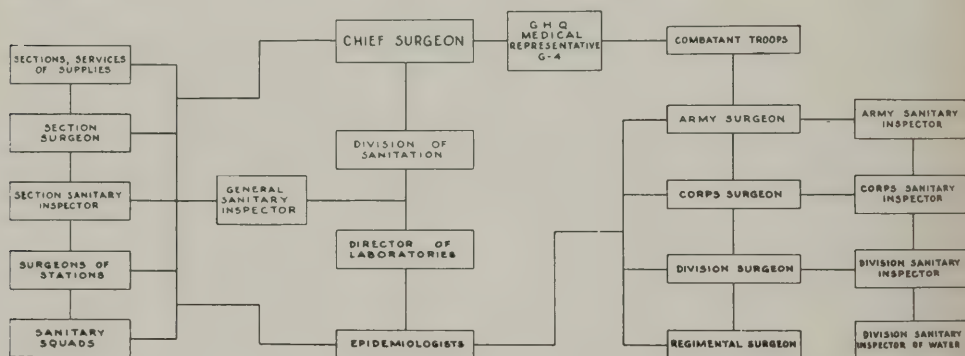 SECTIONS, SERVICES
OF SUPPLIES
SECTION
SURGEON
SECTION SANITARY
INSPECTOR
SURGEONS OF
STATIONS
SANITARY
SQUADS
GENERAL
SANITARY
INSPECTOR
CHIEF SURGEON
DIVISION OF
SANITATION
DIRECTOR OF
LABORATORIES
EPIDEMIOLOGISTS
G H Q
MEDICAL
REPRESENTATIVE
G-4
COMBATANT TROOPS
ARMY SURGEON
CORPS SURGEON
DIVISION SURGEON
REGIMENTAL SURGEON
ARMY SANITARY
INSPECTOR
CORPS SANITARY
INSPECTOR
DIVISION SANITARY
INSPECTOR
DIVISION SANITARY
INSPECTOR OF WATER